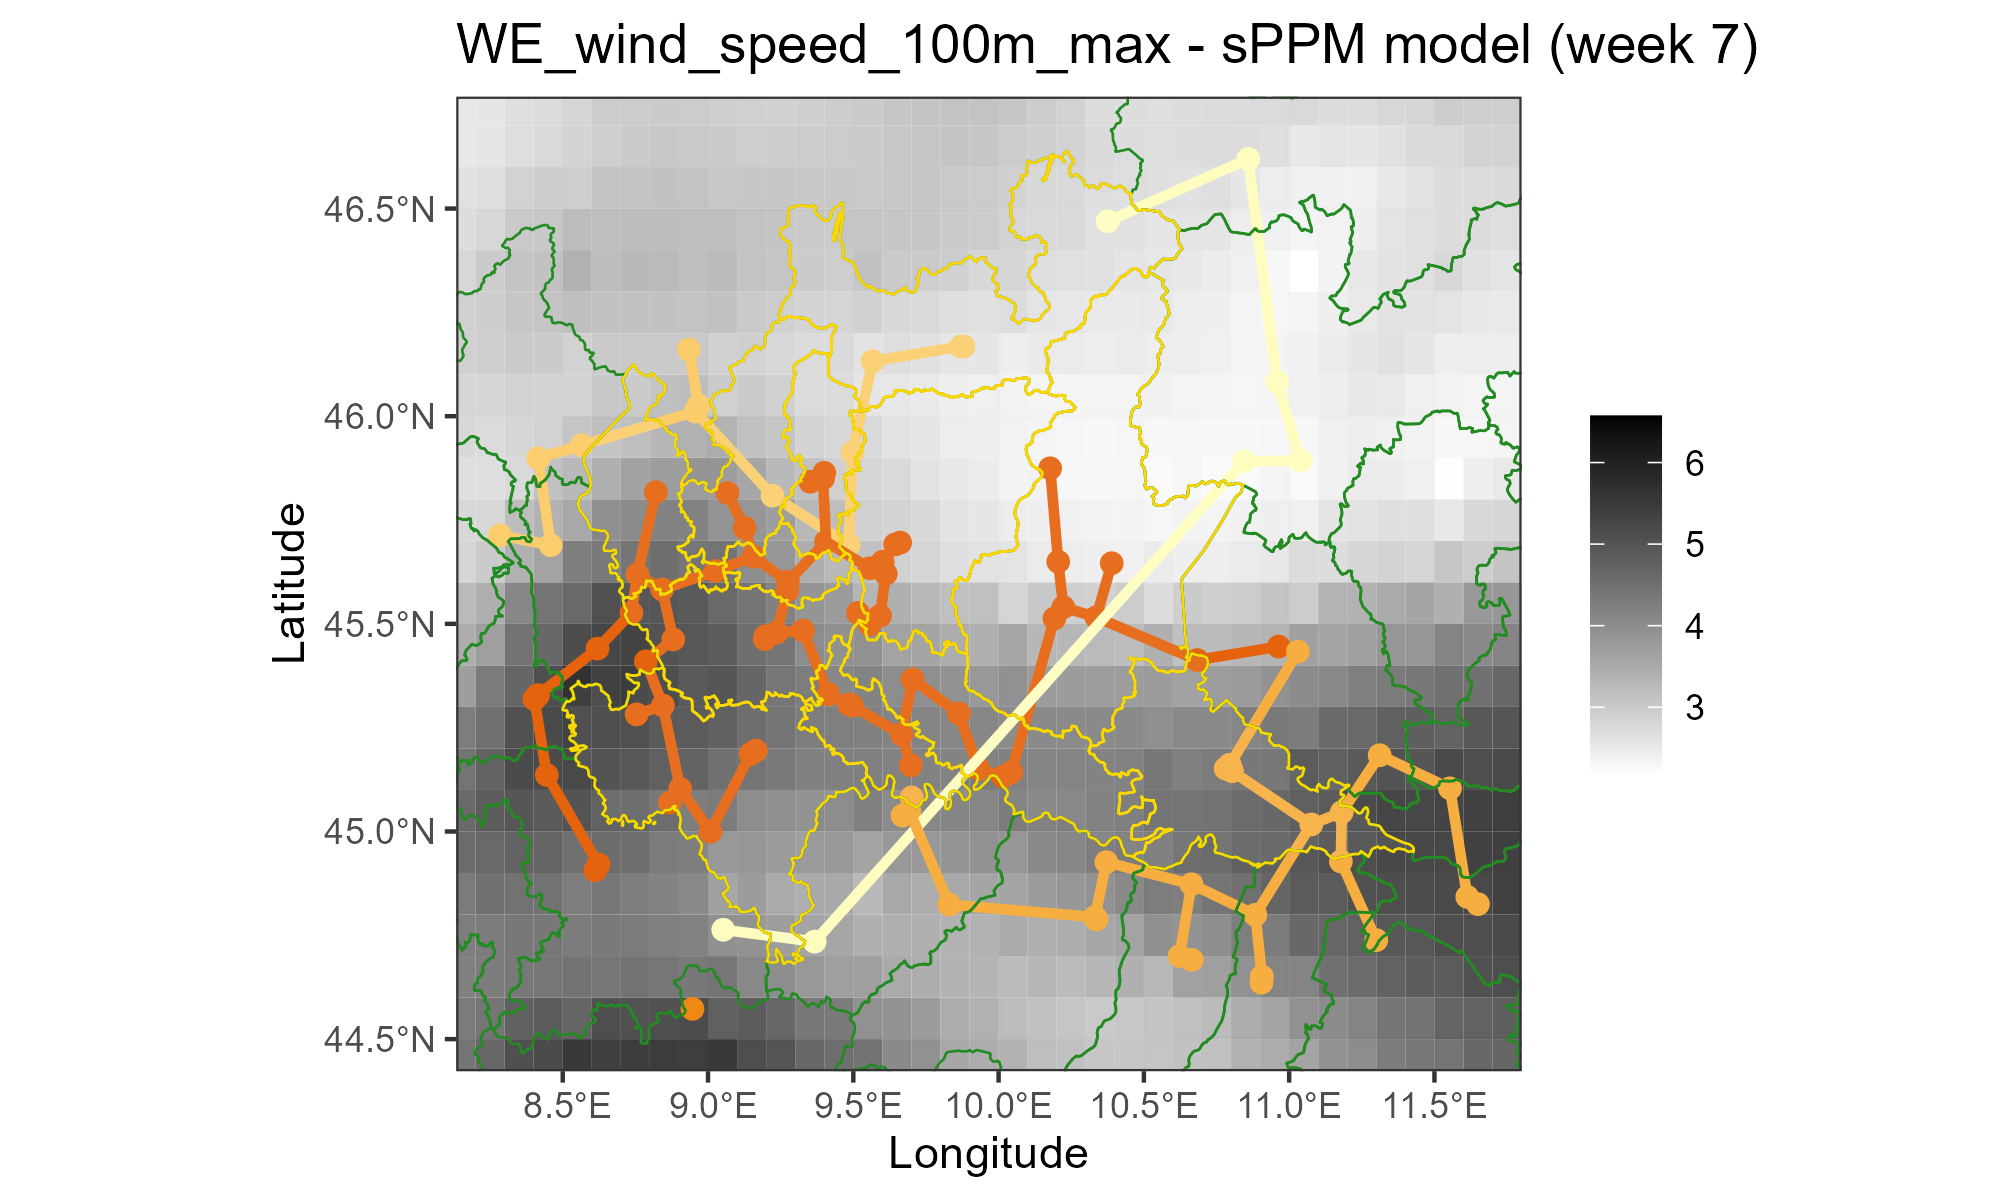 WE_wind_speed_100m_max - sPPM model (week 7)
46.5°N
46.0°N
45.5°N
45.0°N
44.5°N
Latitude
8.5°E
9.0°E
9.5°E
10.0°E
10.5°E
11.0°E
11.5°E
Longitude
6
5
4
3